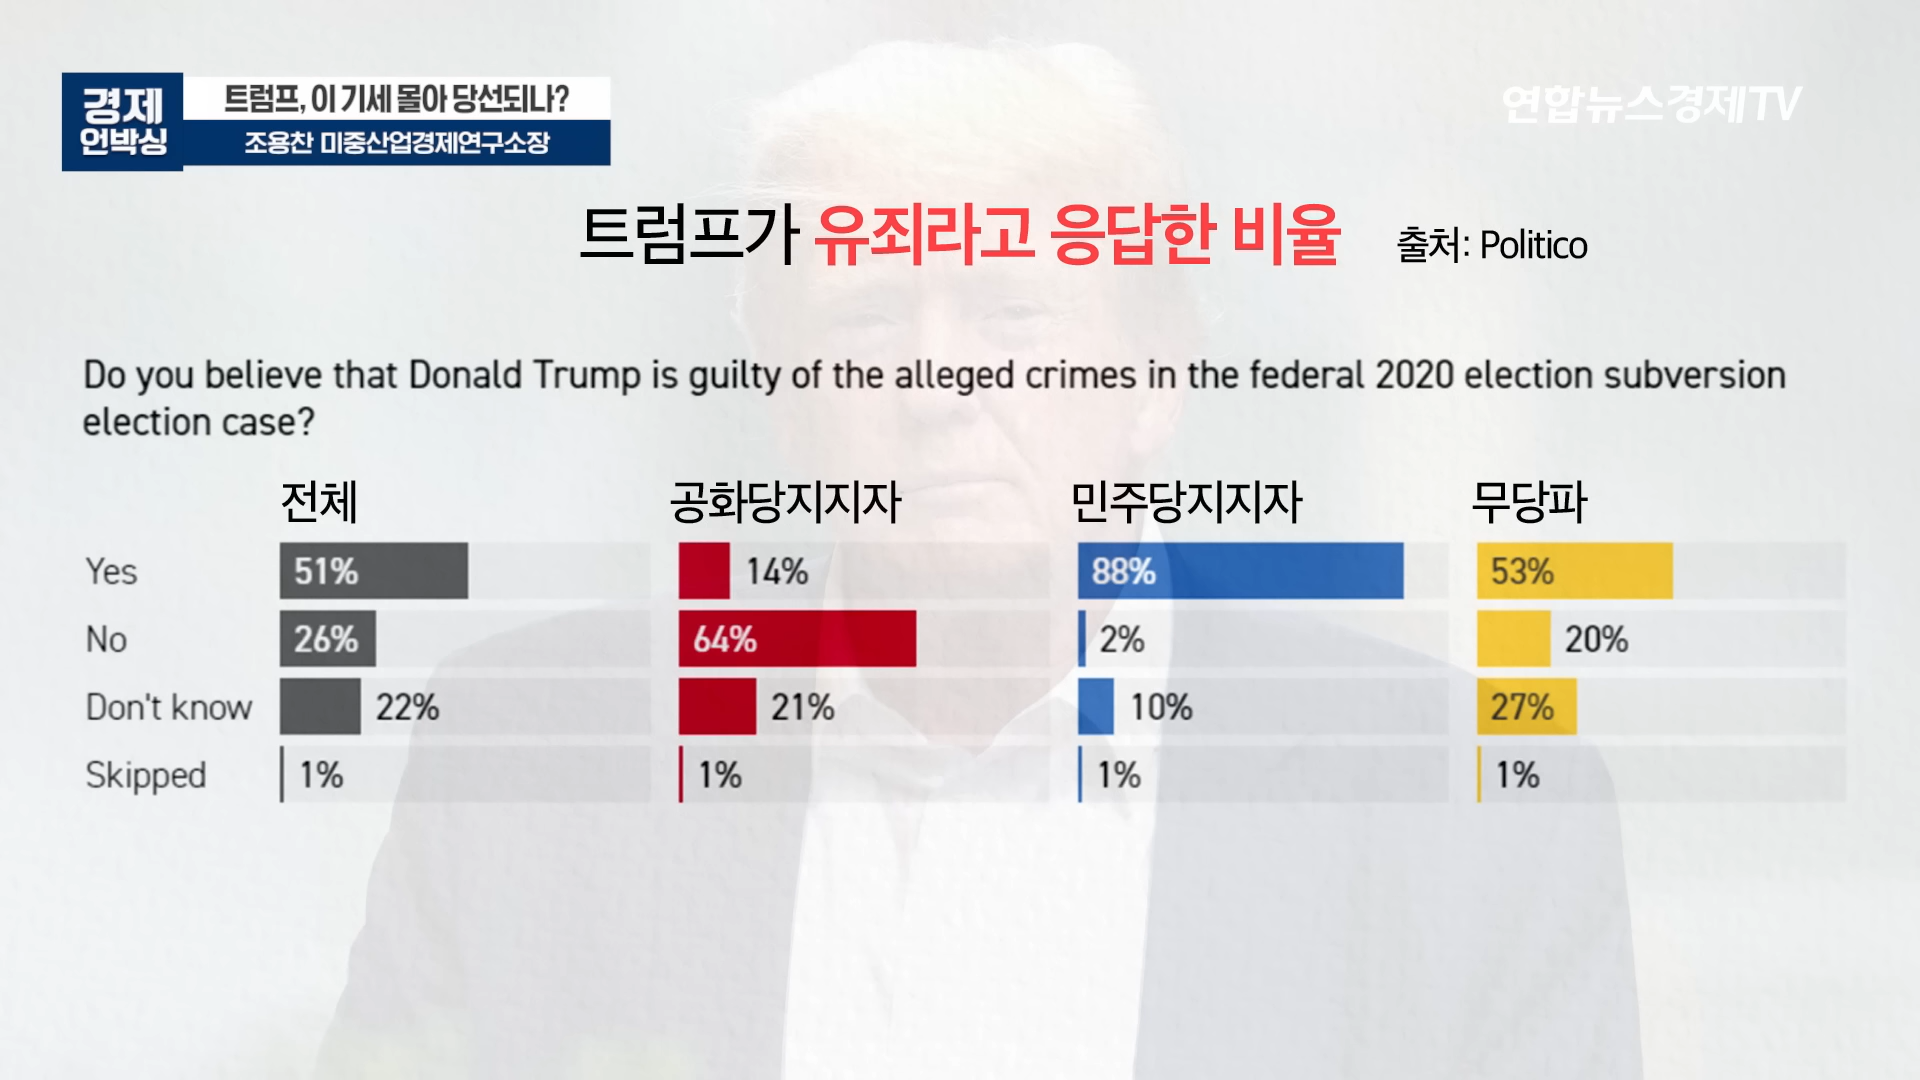 경제
언박싱
트럼프, 이 기세 몰아 당선되나?
조용찬 미중산업경제연구소장
연합뉴스경제TV
트럼프가 유죄라고 응답한 비율 출처: Politico
Do you believe that Donald Trump is guilty of the alleged crimes in the federal 2020 election subversion
election case?
전체 공화당지지자 민주당지지자 무당파
Yes 51% 14% 88% 53%
No 26% 64% 2% 20%
Don't know 22% 21% 10% 27%
Skipped 1% 1% 1% 1%